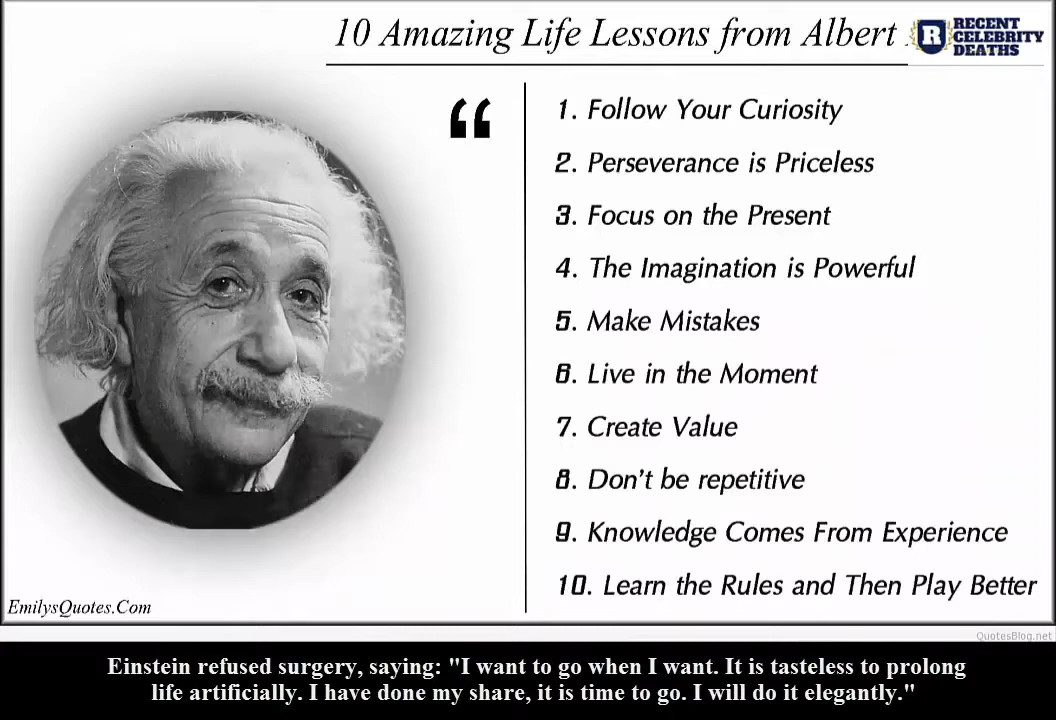 10 Amazing Life Lessons from Albert
RECENT
CELEBRITY
DEATHS
R
“
1. Follow Your Curiosity
2. Perseverance is Priceless
3. Focus on the Present
4. The Imagination is Powerful
5. Make Mistakes
6. Live in the Moment
7. Create Value
8. Don't be repetitive
9. Knowledge Comes From Experience
10. Learn the Rules and Then Play Better
EmilysQuotes.Com
QuotesBlog.net
Einstein refused surgery, saying: "I want to go when I want. It is tasteless to prolong
life artificially. I have done my share, it is time to go. I will do it elegantly."